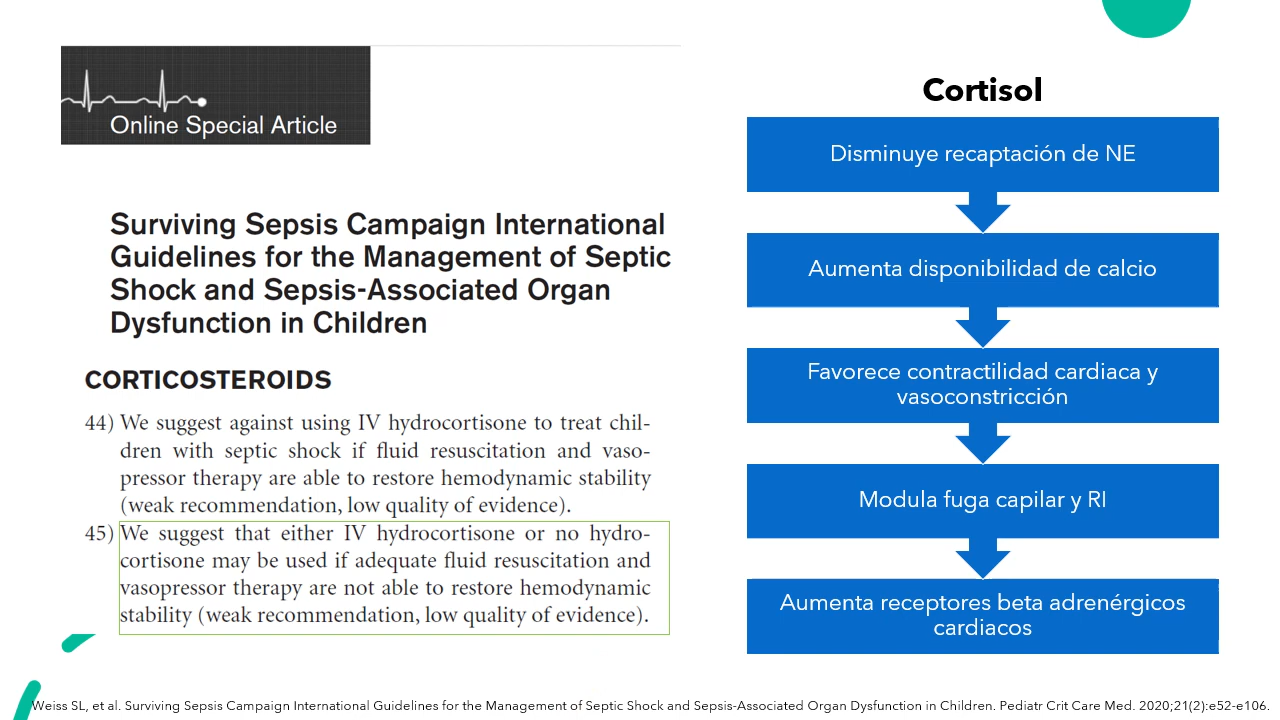 Online Special Article
Surviving Sepsis Campaign International
Guidelines for the Management of Septic
Shock and Sepsis-Associated Organ
Dysfunction in Children
CORTICOSTEROIDS
44) We suggest against using IV hydrocortisone to treat chil-
dren with septic shock if fluid resuscitation and vaso-
pressor therapy are able to restore hemodynamic stability
(weak recommendation, low quality of evidence).
45) We suggest that either IV hydrocortisone or no hydro-
cortisone may be used if adequate fluid resuscitation and
vasopressor therapy are not able to restore hemodynamic
stability (weak recommendation, low quality of evidence).
Cortisol
Disminuye recaptación de NE
Aumenta disponibilidad de calcio
Favorece contractilidad cardiaca y
vasoconstricción
Modula fuga capilar y RI
Aumenta receptores beta adrenérgicos
cardiacos
Weiss SL, et al. Surviving Sepsis Campaign International Guidelines for the Management of Septic Shock and Sepsis-Associated Organ Dysfunction in Children. Pediatr Crit Care Med. 2020;21(2):e52-e106.